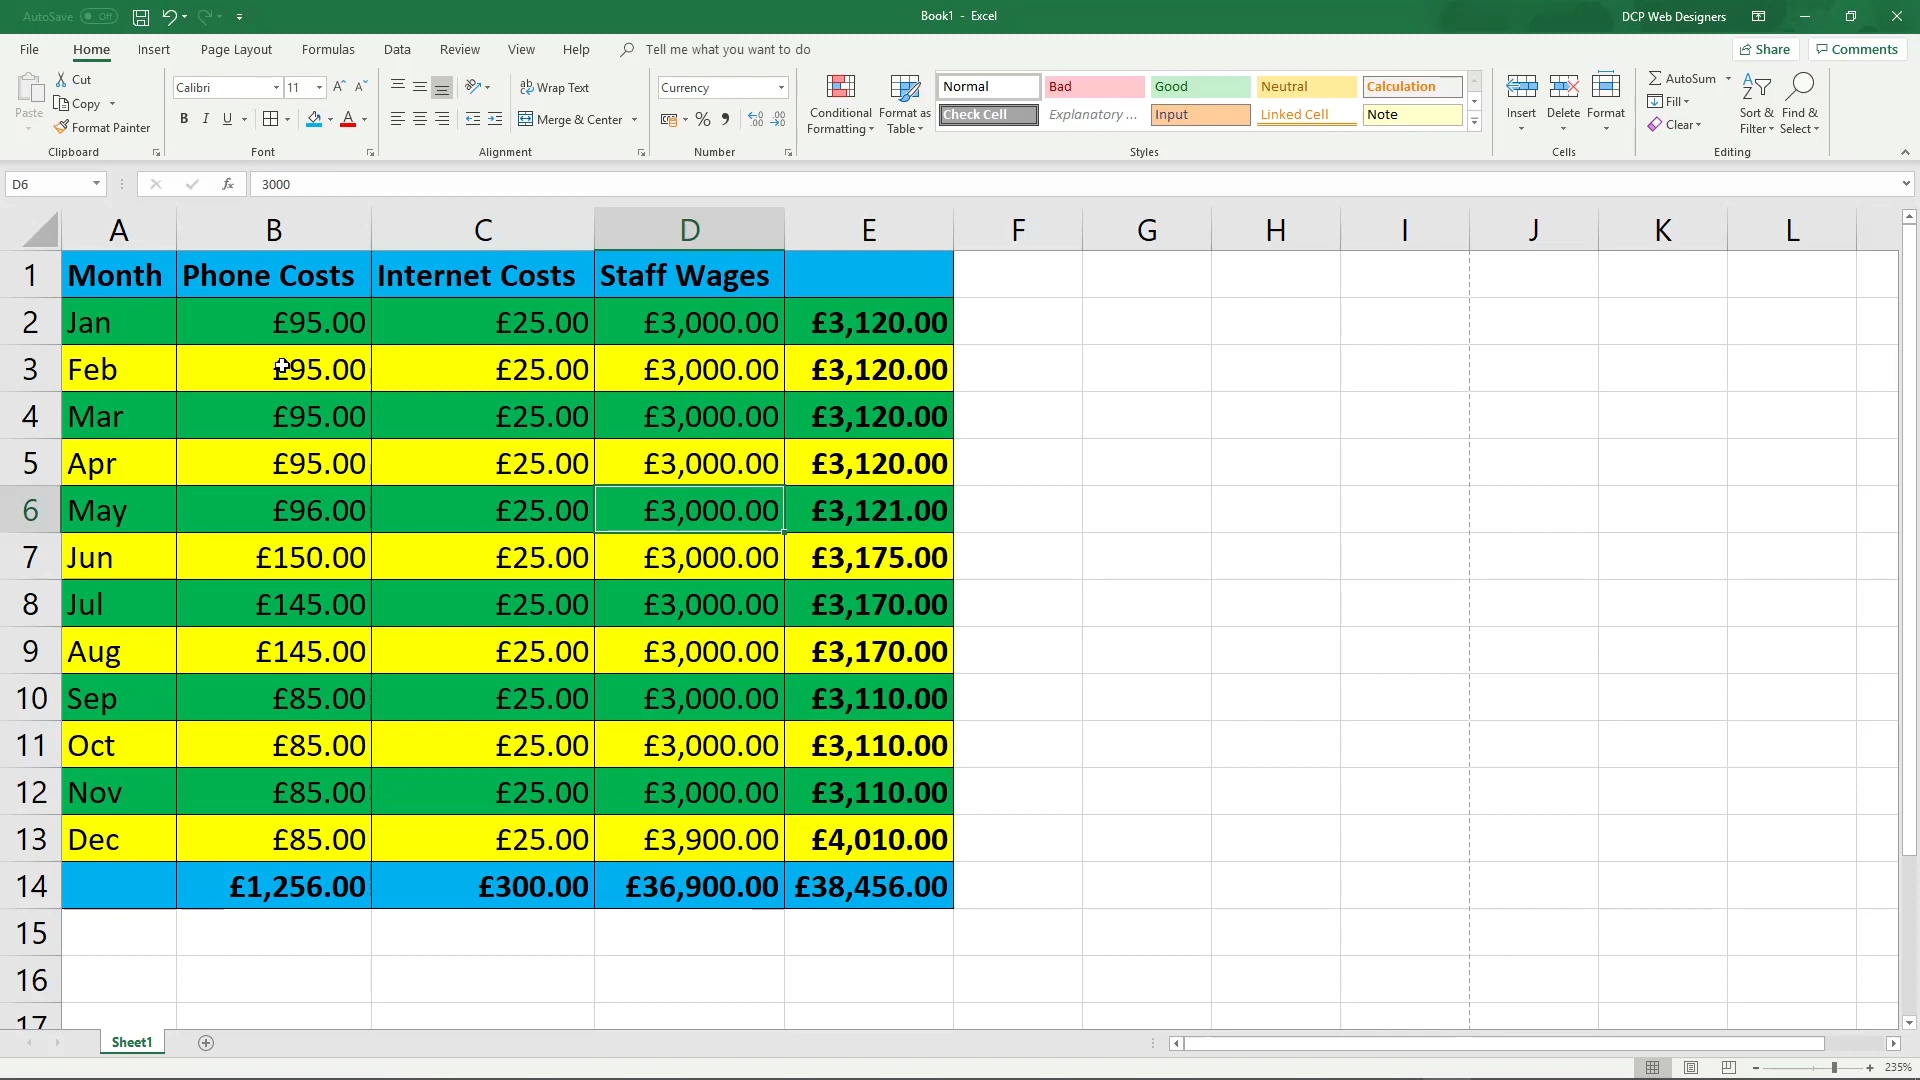 AutoSave Off Book1 - Excel DCP Web Designers
File Home Insert Page Layout Formulas Data Review View Help Tell me what you want to do Share Comments
Paste Cut Copy Format Painter
Clipboard
Calibri 11 A A
B I U A
Font
ab Wrap Text
Merge & Center
Alignment
Currency
% , .00
Number
Conditional Formatting
Format as Table
Normal Bad Good Neutral Calculation
Check Cell Explanatory ... Input Linked Cell Note
Styles
Insert Delete Format
Cells
AutoSum
Fill
Clear
Sort & Filter
Find & Select
Editing
D6 fx 3000
A B C D E F G H I J K L
1 Month Phone Costs Internet Costs Staff Wages
2 Jan £95.00 £25.00 £3,000.00 £3,120.00
3 Feb £95.00 £25.00 £3,000.00 £3,120.00
4 Mar £95.00 £25.00 £3,000.00 £3,120.00
5 Apr £95.00 £25.00 £3,000.00 £3,120.00
6 May £96.00 £25.00 £3,000.00 £3,121.00
7 Jun £150.00 £25.00 £3,000.00 £3,175.00
8 Jul £145.00 £25.00 £3,000.00 £3,170.00
9 Aug £145.00 £25.00 £3,000.00 £3,170.00
10 Sep £85.00 £25.00 £3,000.00 £3,110.00
11 Oct £85.00 £25.00 £3,000.00 £3,110.00
12 Nov £85.00 £25.00 £3,000.00 £3,110.00
13 Dec £85.00 £25.00 £3,900.00 £4,010.00
14 £1,256.00 £300.00 £36,900.00 £38,456.00
15
16
17
Sheet1
235%